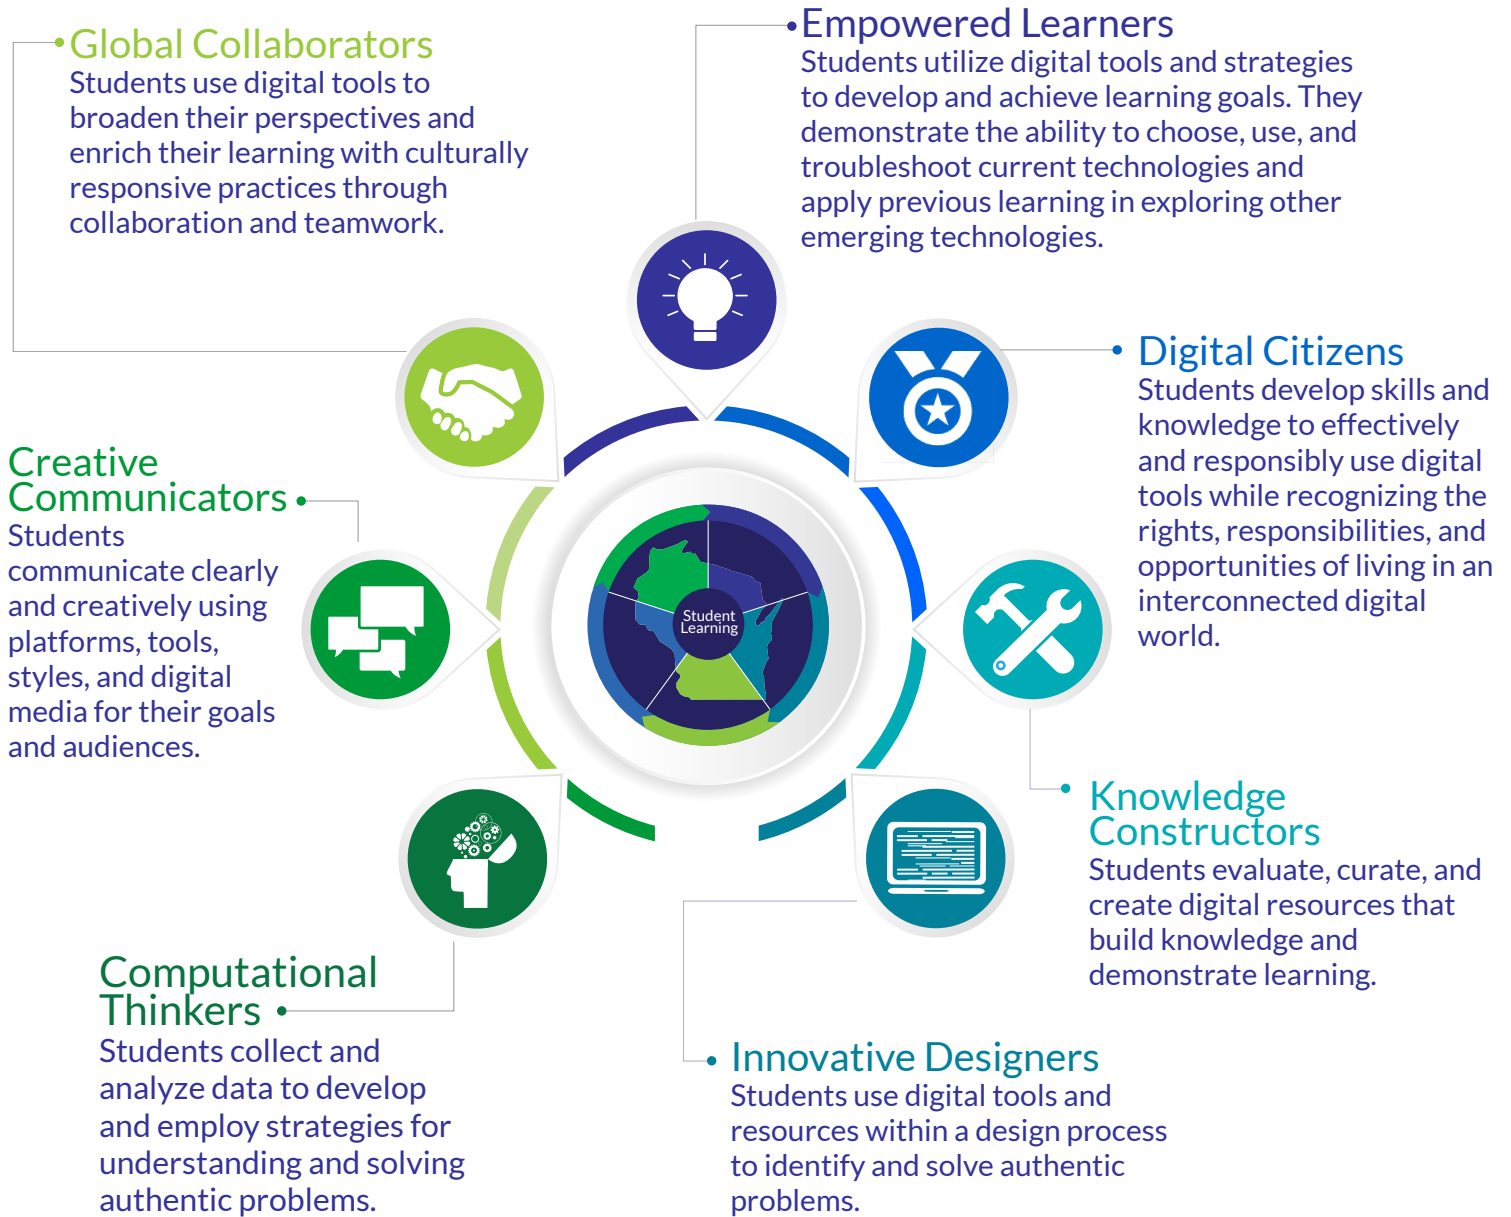 Global Collaborators
Students use digital tools to
broaden their perspectives and
enrich their learning with culturally
responsive practices through
collaboration and teamwork.
Empowered Learners
Students utilize digital tools and strategies
to develop and achieve learning goals. They
demonstrate the ability to choose, use, and
troubleshoot current technologies and
apply previous learning in exploring other
emerging technologies.
Digital Citizens
Students develop skills and
knowledge to effectively
and responsibly use digital
tools while recognizing the
rights, responsibilities, and
opportunities of living in an
interconnected digital
world.
Creative
Communicators
Students
communicate clearly
and creatively using
platforms, tools,
styles, and digital
media for their goals
and audiences.
Student
Learning
Knowledge
Constructors
Students evaluate, curate, and
create digital resources that
build knowledge and
demonstrate learning.
Computational
Thinkers
Students collect and
analyze data to develop
and employ strategies for
understanding and solving
authentic problems.
Innovative Designers
Students use digital tools and
resources within a design process
to identify and solve authentic
problems.